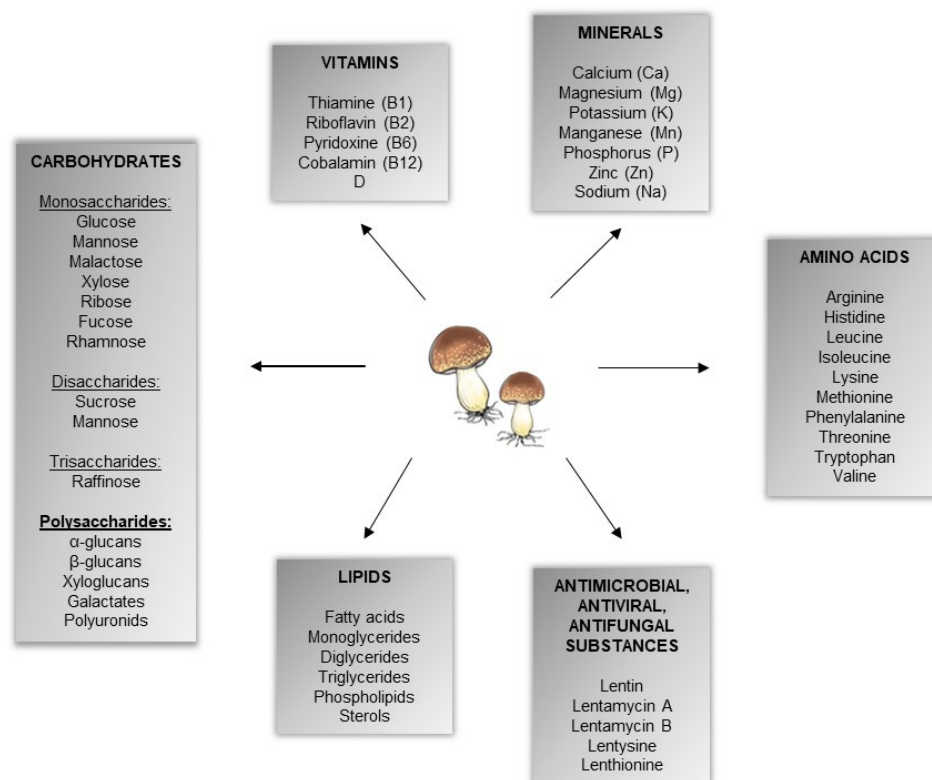 VITAMINS
Thiamine (B1)
Riboflavin (B2)
Pyridoxine (B6)
Cobalamin (B12)
D
MINERALS
Calcium (Ca)
Magnesium (Mg)
Potassium (K)
Manganese (Mn)
Phosphorus (P)
Zinc (Zn)
Sodium (Na)
CARBOHYDRATES
Monosaccharides:
Glucose
Mannose
Malactose
Xylose
Ribose
Fucose
Rhamnose
Disaccharides:
Sucrose
Mannose
Trisaccharides:
Raffinose
Polysaccharides:
α-glucans
β-glucans
Xyloglucans
Galactates
Polyuronids
AMINO ACIDS
Arginine
Histidine
Leucine
Isoleucine
Lysine
Methionine
Phenylalanine
Threonine
Tryptophan
Valine
LIPIDS
Fatty acids
Monoglycerides
Diglycerides
Triglycerides
Phospholipids
Sterols
ANTIMICROBIAL,
ANTIVIRAL,
ANTIFUNGAL
SUBSTANCES
Lentin
Lentamycin A
Lentamycin B
Lentysine
Lenthionine